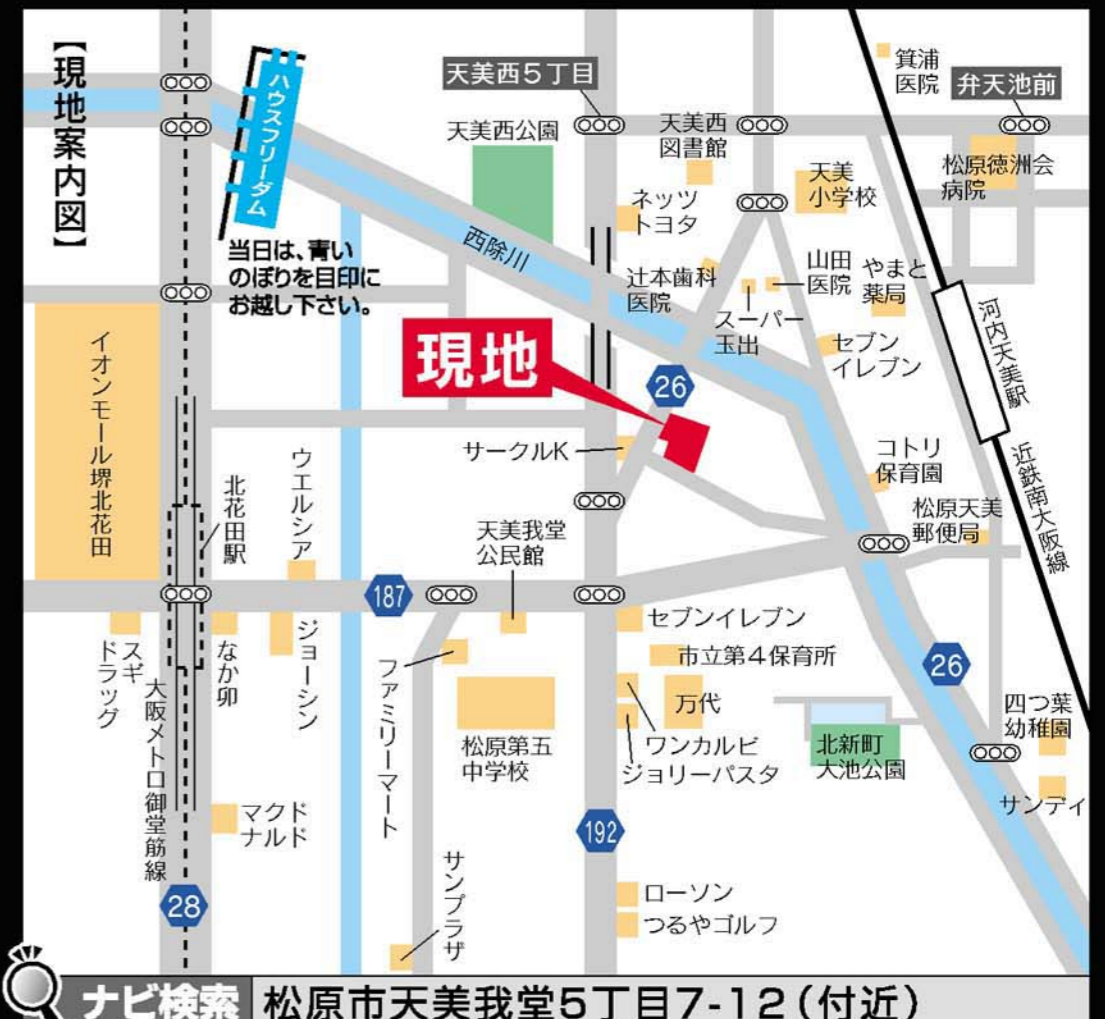 【現地案内図】
ハウスフリーダム
当日は、青い
のぼりを目印に
お越し下さい。
天美西5丁目
天美西公園
天美西
図書館
箕浦
医院
弁天池前
松原徳洲会
病院
天美
小学校
ネッツ
トヨタ
西除川
辻本歯科
医院
山田
医院
やまと
薬局
スーパー
玉出
セブン
イレブン
河内天美駅
近鉄南大阪線
現地
26
サークルK
コトリ
保育園
松原天美
郵便局
イオンモール堺北花田
北花田駅
ウエルシア
天美我堂
公民館
187
セブンイレブン
市立第4保育所
万代
ワンカルビ
ジョリーパスタ
スギ
ドラッグ
大阪メトロ御堂筋線
なか卯
ジョーシン
ファミリーマート
松原第五
中学校
北新町
大池公園
26
四つ葉
幼稚園
サンディ
マクド
ナルド
192
28
サンプラザ
ローソン
つるやゴルフ
ナビ検索 松原市天美我堂5丁目7-12(付近)